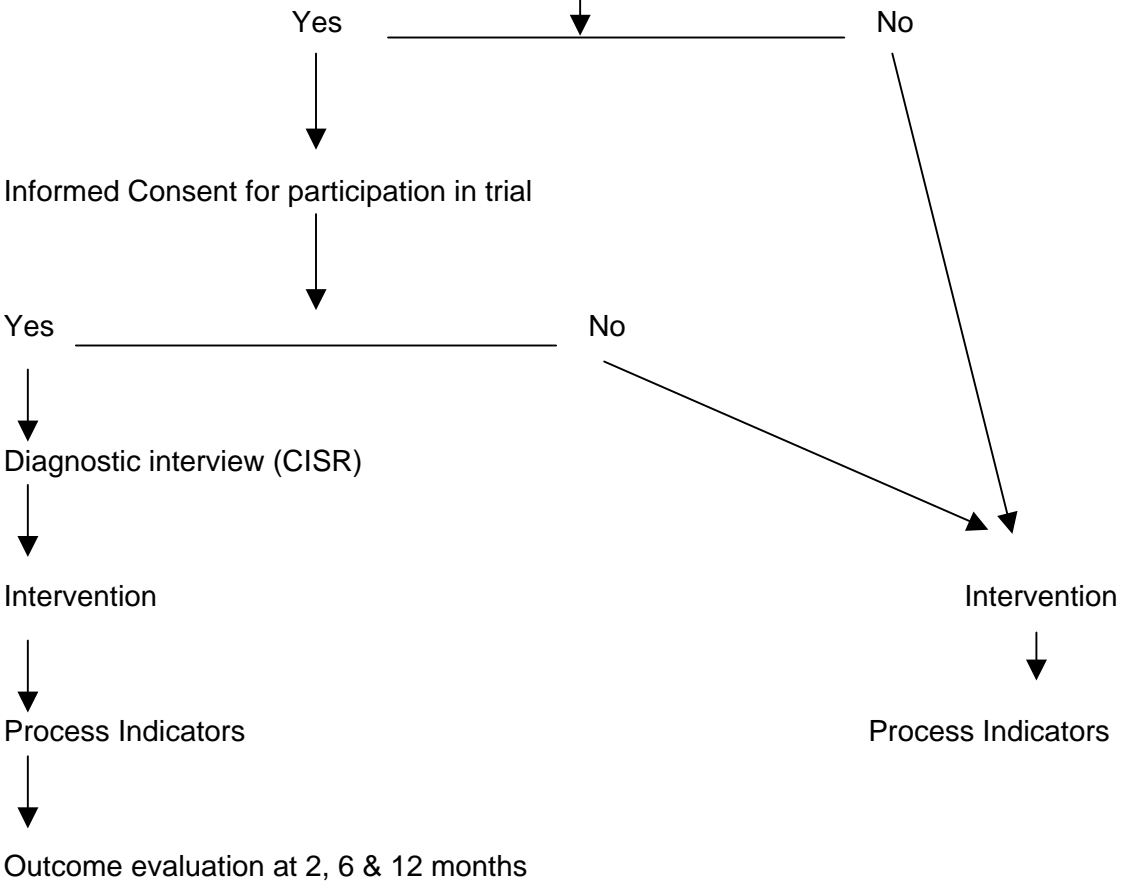 Yes No
Informed Consent for participation in trial
Yes No
Diagnostic interview (CISR)
Intervention Intervention
Process Indicators Process Indicators
Outcome evaluation at 2, 6 & 12 months